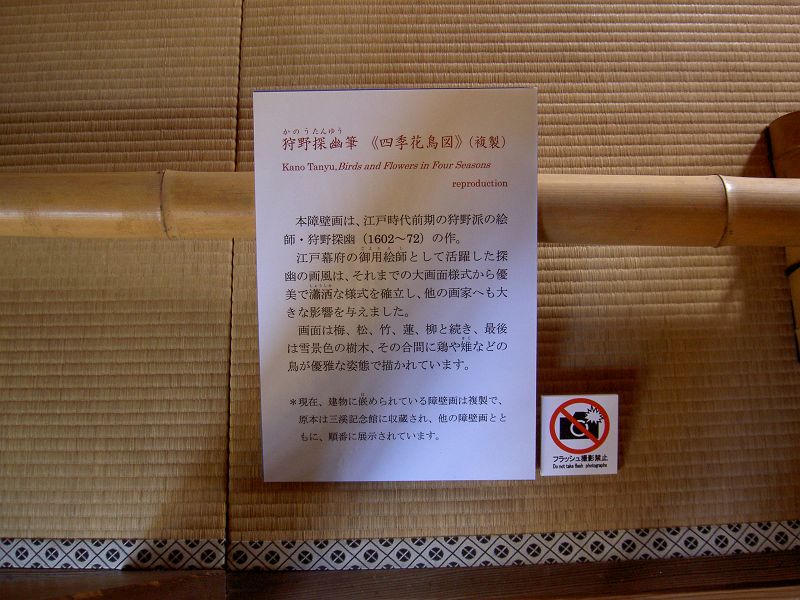 かのうたんゆう
狩野探幽筆 《四季花鳥図》（複製）
Kano Tanyu, Birds and Flowers in Four Seasons
reproduction
本障壁画は、江戸時代前期の狩野派の絵
師・狩野探幽（1602〜72）の作。
江戸幕府の御用絵師として活躍した探
幽の画風は、それまでの大画面様式から優
しょうしゃ
美で瀟洒な様式を確立し、他の画家へも大
きな影響を与えました。
画面は梅、松、竹、蓮、柳と続き、最後
きじ
は雪景色の樹木、その合間に鶏や雉などの
鳥が優雅な姿態で描かれています。
＊現在、建物に嵌められている障壁画は複製で、
原本は三溪記念館に収蔵され、他の障壁画とと
もに、順番に展示されています。
フラッシュ撮影禁止
Do not take flash photographs